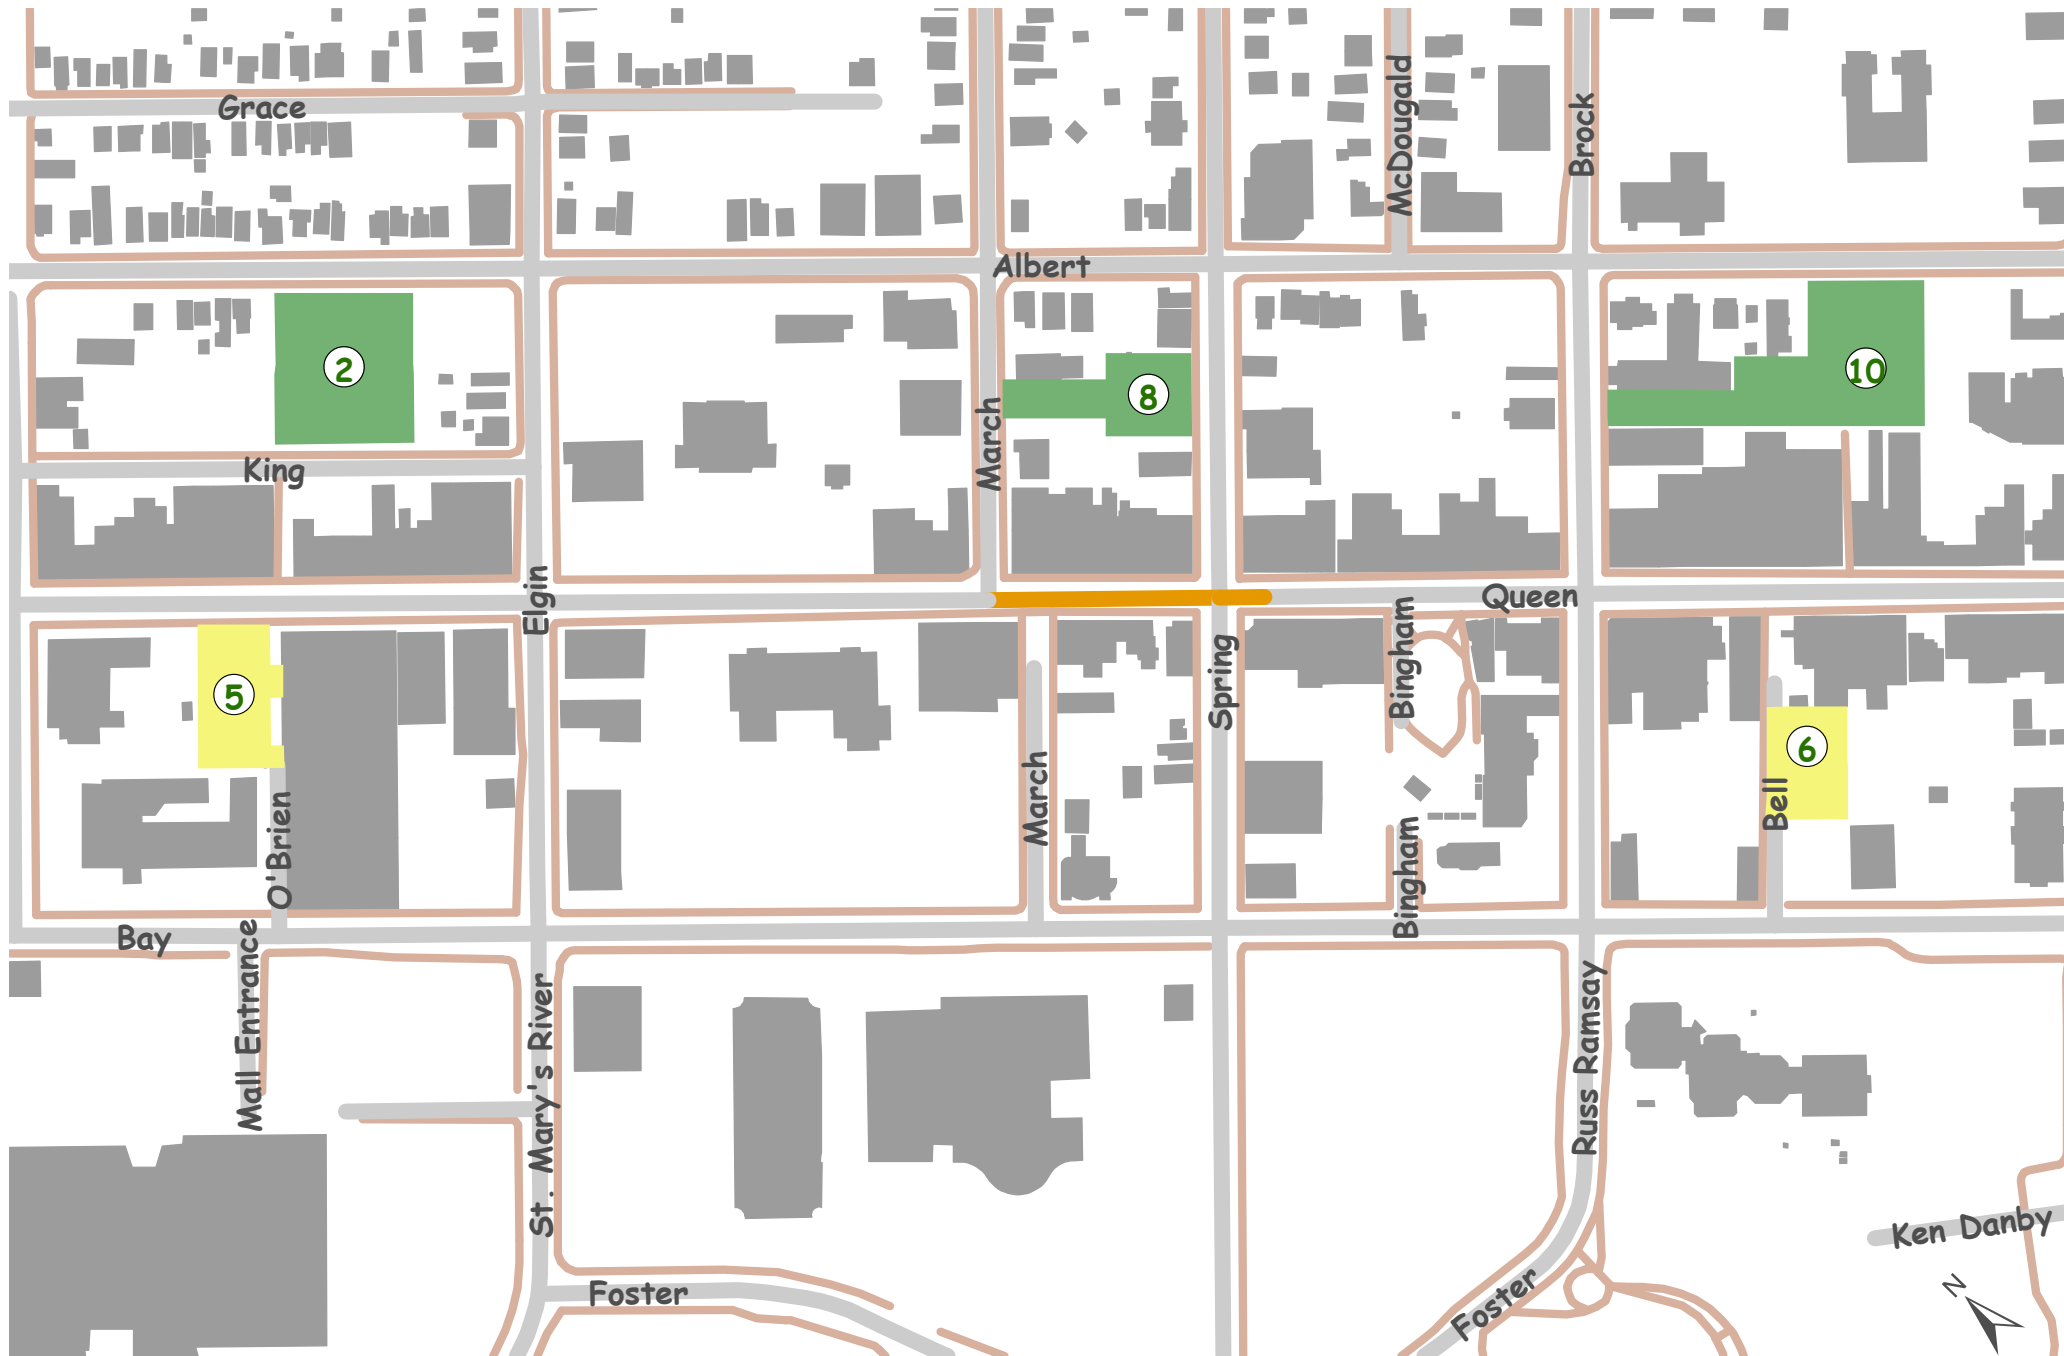 Grace
McDougald
Brock
Albert
2
8
10
March
King
Elgin
Queen
Bingham
Spring
5
6
March
Bell
O'Brien
Bingham
Bay
Mall Entrance
St. Mary's River
Russ Ramsay
Ken Danby
Foster
Foster
N